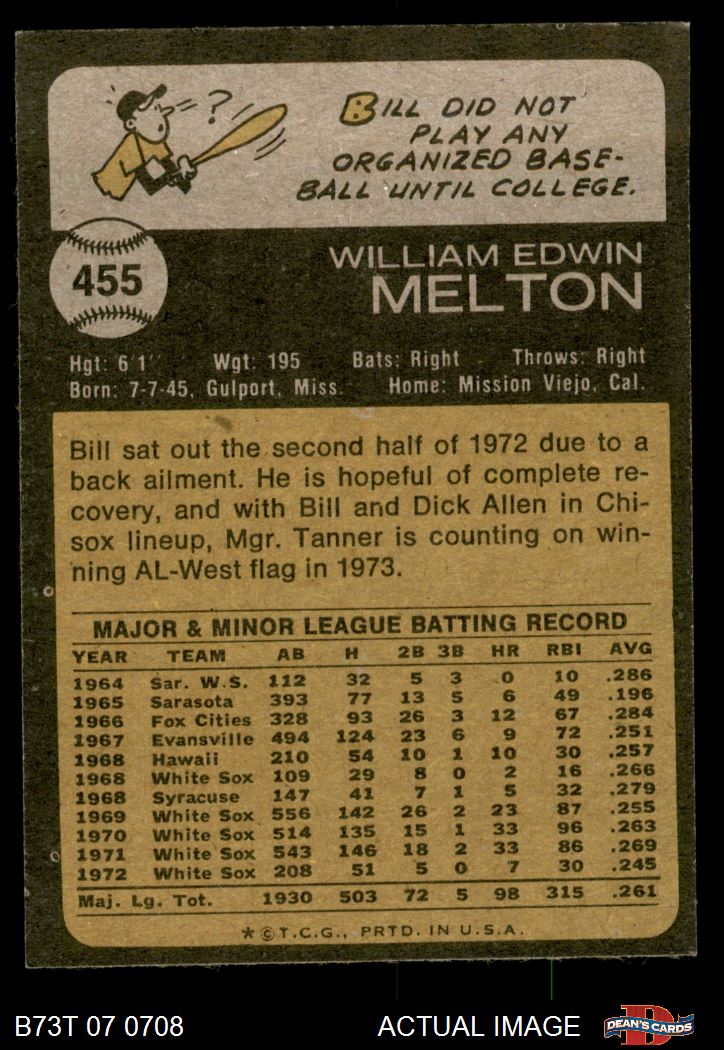 ?
BILL DID NOT
PLAY ANY
ORGANIZED BASE-
BALL UNTIL COLLEGE.
455
WILLIAM EDWIN
MELTON
Hgt: 6'1" Wgt: 195 Bats: Right Throws: Right
Born: 7-7-45, Gulport, Miss. Home: Mission Viejo, Cal.
Bill sat out the second half of 1972 due to a
back ailment. He is hopeful of complete re-
covery, and with Bill and Dick Allen in Chi-
sox lineup, Mgr. Tanner is counting on win-
ning AL-West flag in 1973.
MAJOR & MINOR LEAGUE BATTING RECORD
YEAR TEAM AB H 2B 3B HR RBI AVG
1964 Sar. W.S. 112 32 5 3 0 10 .286
1965 Sarasota 393 77 13 5 6 49 .196
1966 Fox Cities 328 93 26 3 12 67 .284
1967 Evansville 494 124 23 6 9 72 .251
1968 Hawaii 210 54 10 1 10 30 .257
1968 White Sox 109 29 8 0 2 16 .266
1968 Syracuse 147 41 7 1 5 32 .279
1969 White Sox 556 142 26 2 23 87 .255
1970 White Sox 514 135 15 1 33 96 .263
1971 White Sox 543 146 18 2 33 86 .269
1972 White Sox 208 51 5 0 7 30 .245
Maj. Lg. Tot. 1930 503 72 5 98 315 .261
*©T.C.G., PRTD. IN U.S.A.
B73T 07 0708 ACTUAL IMAGE D DEAN'S CARDS